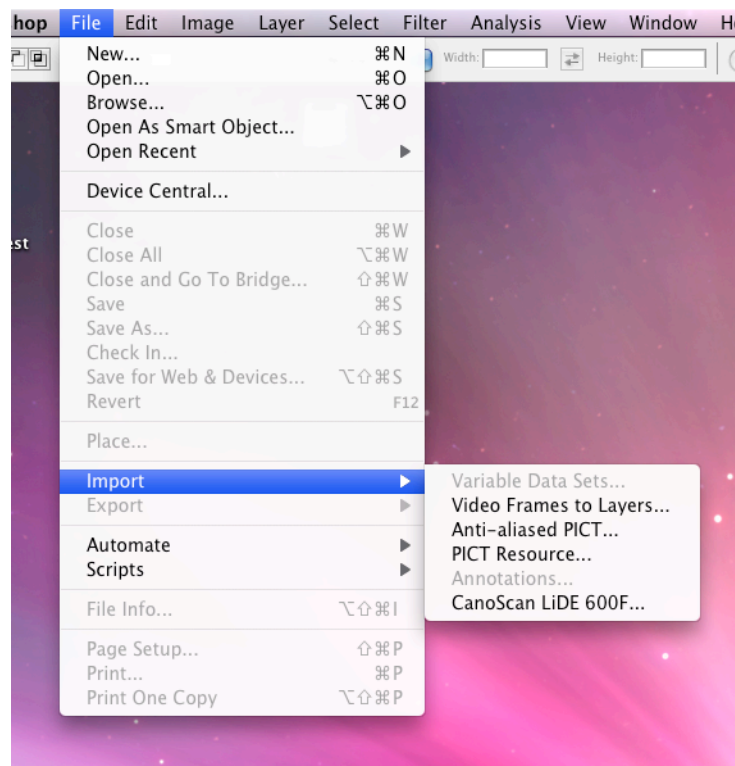 hop File Edit Image Layer Select Filter Analysis View Window H
Width: Height:
New... ⌘N
Open... ⌘O
Browse... ⌥⌘O
Open As Smart Object...
Open Recent ▶
Device Central...
est
Close ⌘W
Close All ⌥⌘W
Close and Go To Bridge... ⇧⌘W
Save ⌘S
Save As... ⇧⌘S
Check In...
Save for Web & Devices... ⌥⇧⌘S
Revert F12
Place...
Import ▶
Export ▶
Variable Data Sets...
Video Frames to Layers...
Anti-aliased PICT...
PICT Resource...
Annotations...
CanoScan LiDE 600F...
Automate ▶
Scripts ▶
File Info... ⌥⇧⌘I
Page Setup... ⇧⌘P
Print... ⌘P
Print One Copy ⌥⇧⌘P